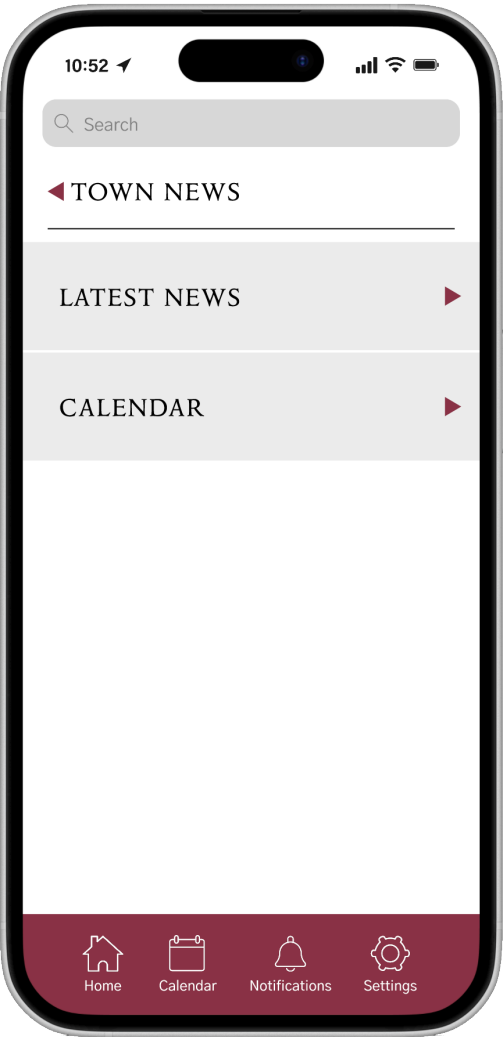 10:52
Search
TOWN NEWS
LATEST NEWS
CALENDAR
Home Calendar Notifications Settings